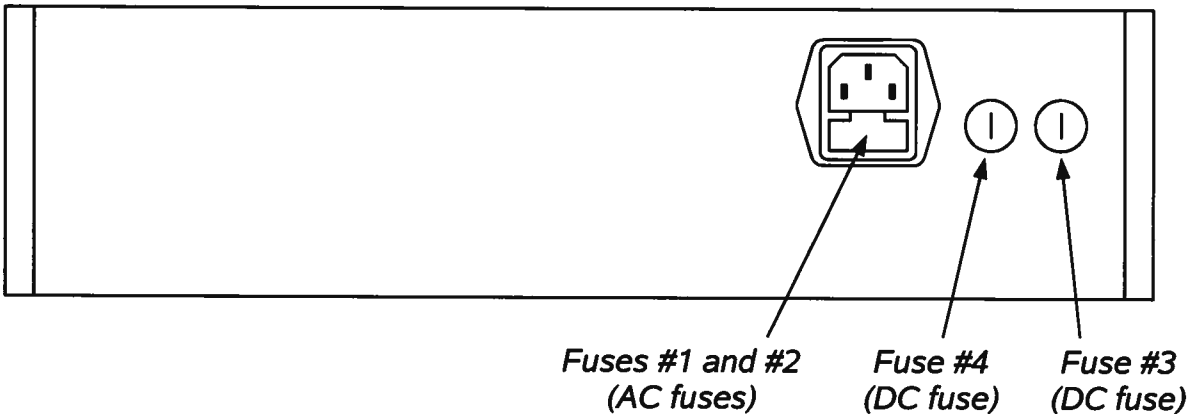 Fuses #1 and #2
(AC fuses)
Fuse #4
(DC fuse)
Fuse #3
(DC fuse)